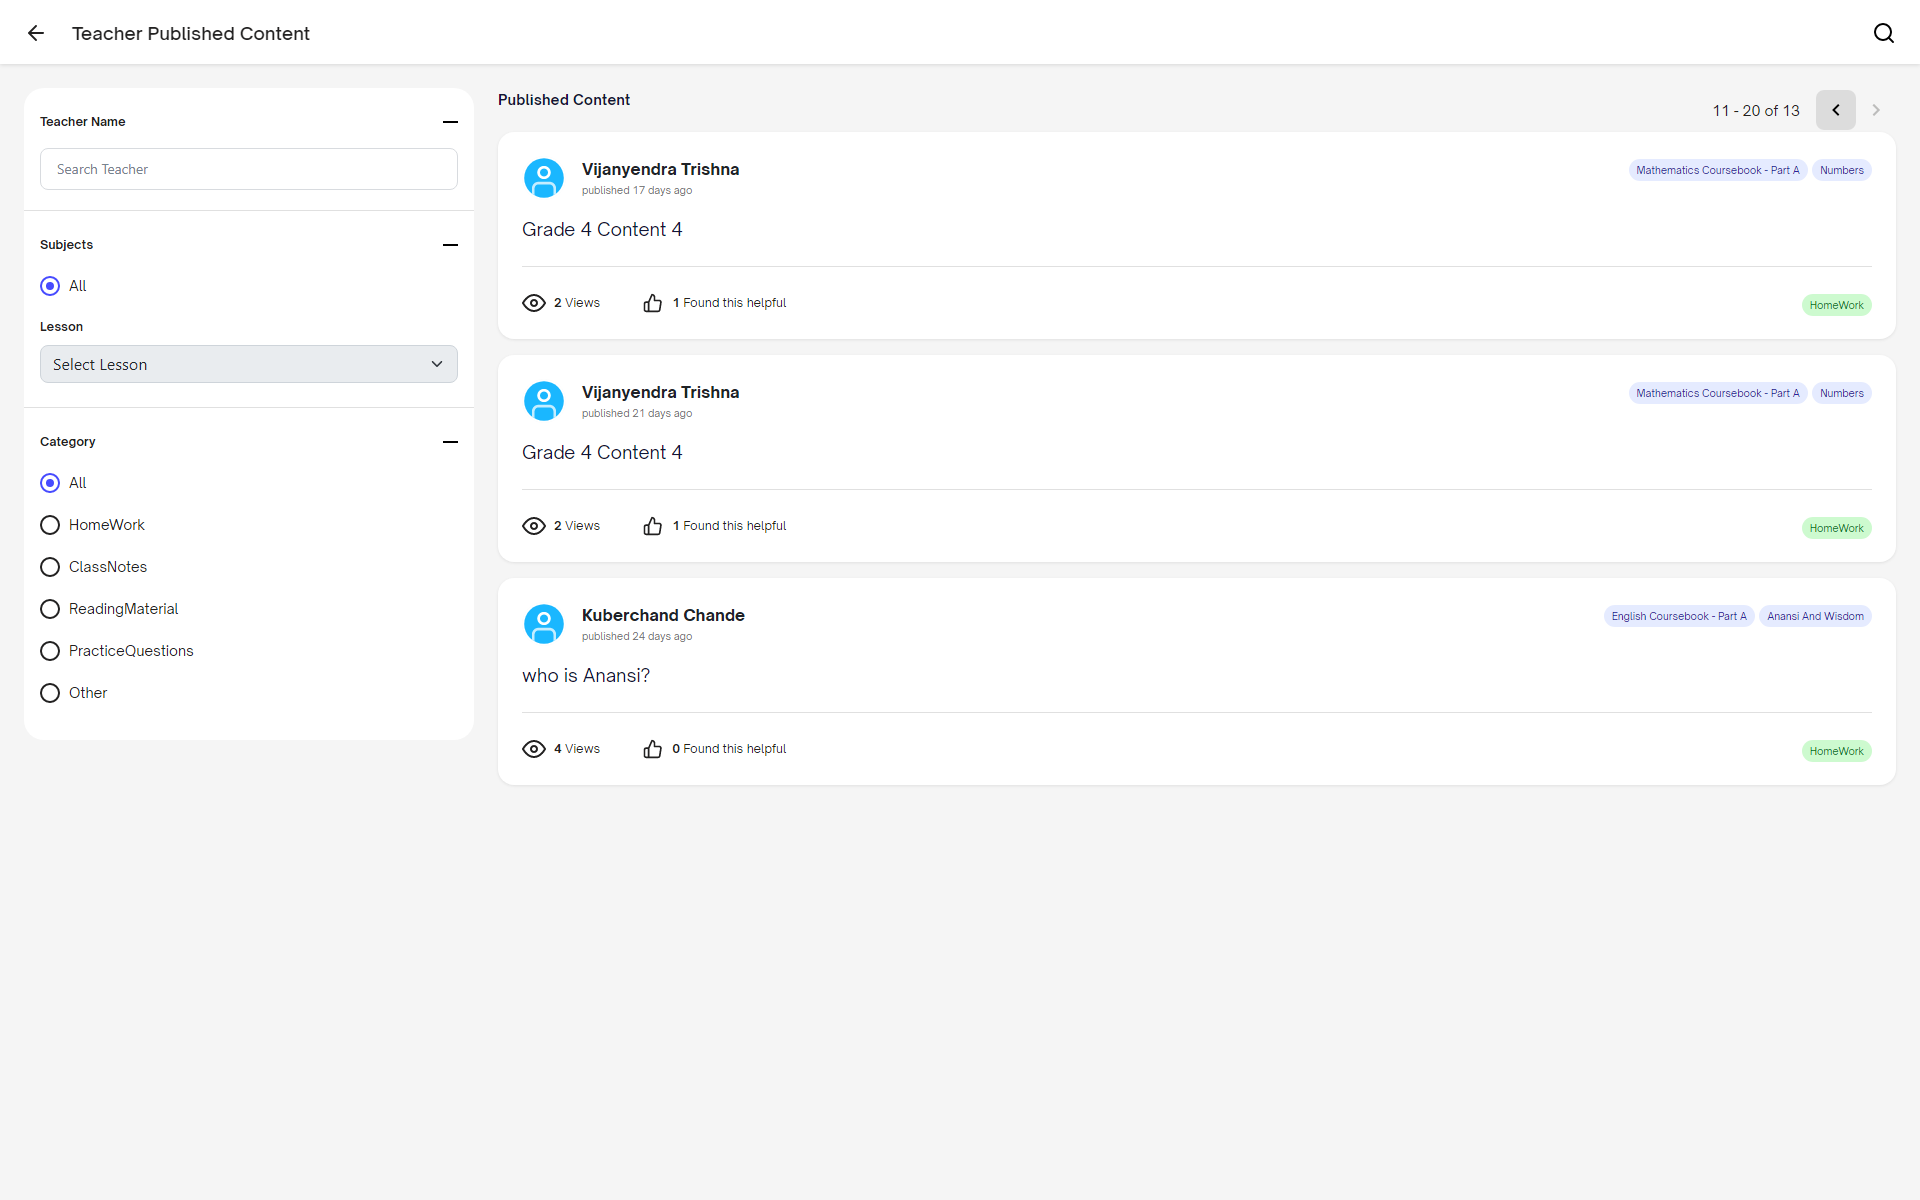 Teacher Published Content
Teacher Name
Search Teacher
Subjects
All
Lesson
Select Lesson
Category
All
HomeWork
ClassNotes
ReadingMaterial
PracticeQuestions
Other
Published Content
11 - 20 of 13
Vijanyendra Trishna
published 17 days ago
Mathematics Coursebook - Part A
Numbers
Grade 4 Content 4
2 Views
1 Found this helpful
HomeWork
Vijanyendra Trishna
published 21 days ago
Mathematics Coursebook - Part A
Numbers
Grade 4 Content 4
2 Views
1 Found this helpful
HomeWork
Kuberchand Chande
published 24 days ago
English Coursebook - Part A
Anansi And Wisdom
who is Anansi?
4 Views
0 Found this helpful
HomeWork